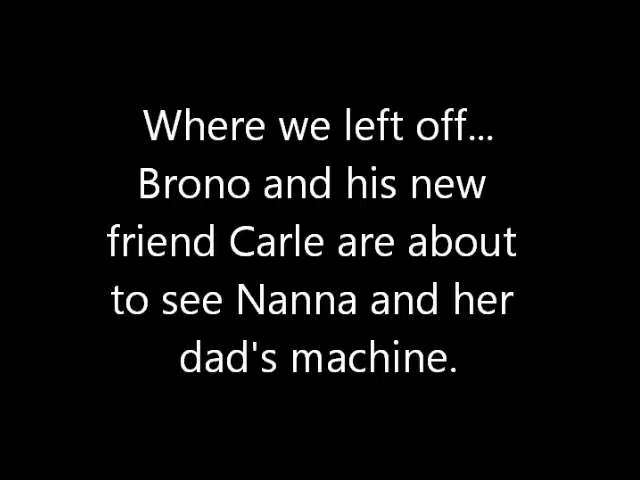 Where we left off...
Brono and his new
friend Carle are about
to see Nanna and her
dad's machine.